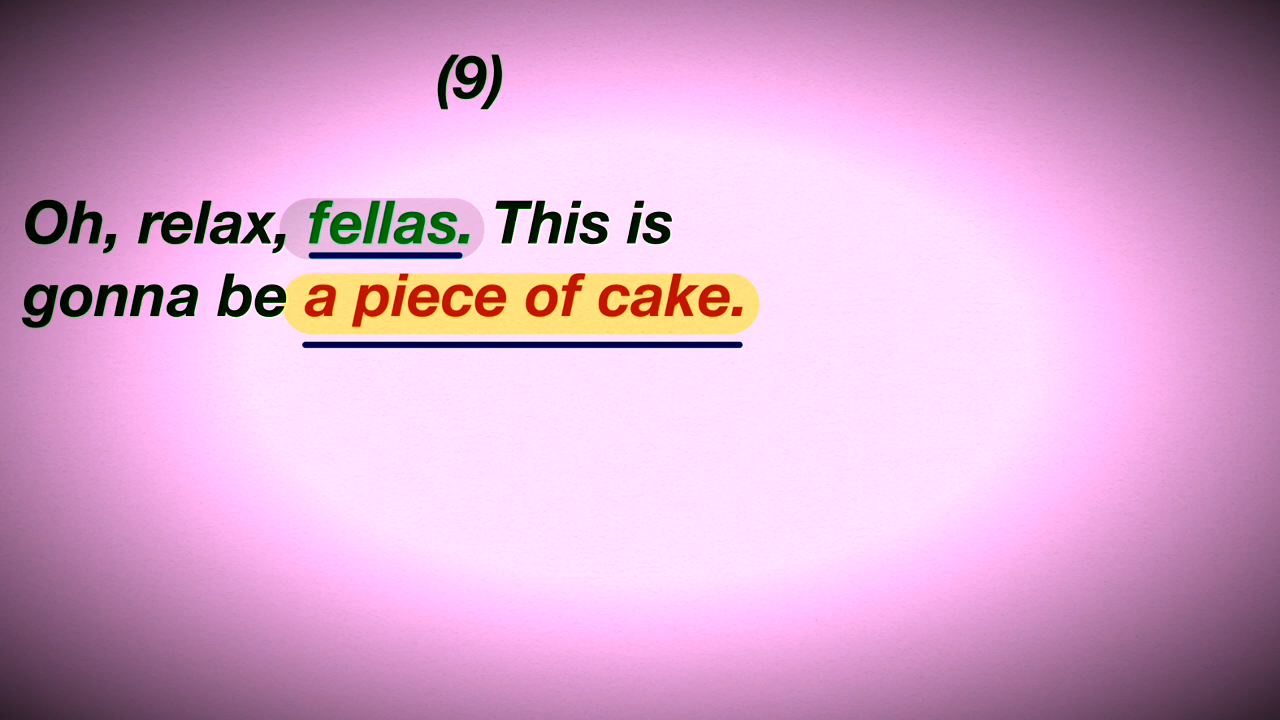 (9)
Oh, relax, fellas. This is
gonna be a piece of cake.